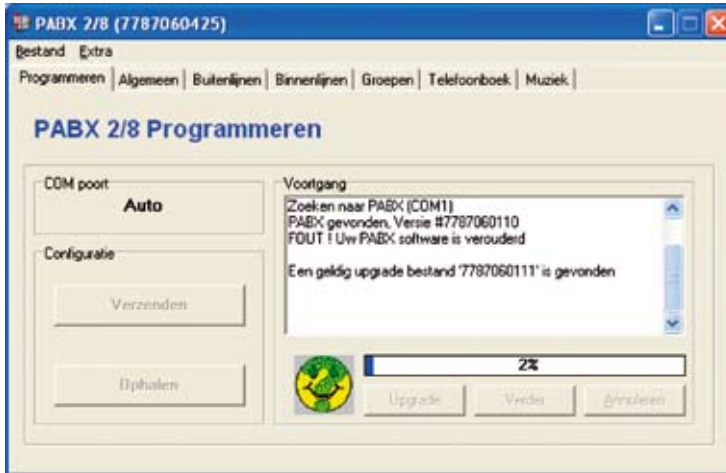 PABX 2/8 (7787060425)
Bestand Extra
Programmeren Algemeen Buitenlijnen Binnenlijnen Groepen Telefoonboek Muziek
PABX 2/8 Programmeren
COM poort
Auto
Configuratie
Verzenden
Ophalen
Voortgang
Zoeken naar PABX (COM1)
PABX gevonden, Versie #7787060110
FOUT ! Uw PABX software is verouderd
Een geldig upgrade bestand '7787060111' is gevonden
2%
Upgrade Verder Annuleren